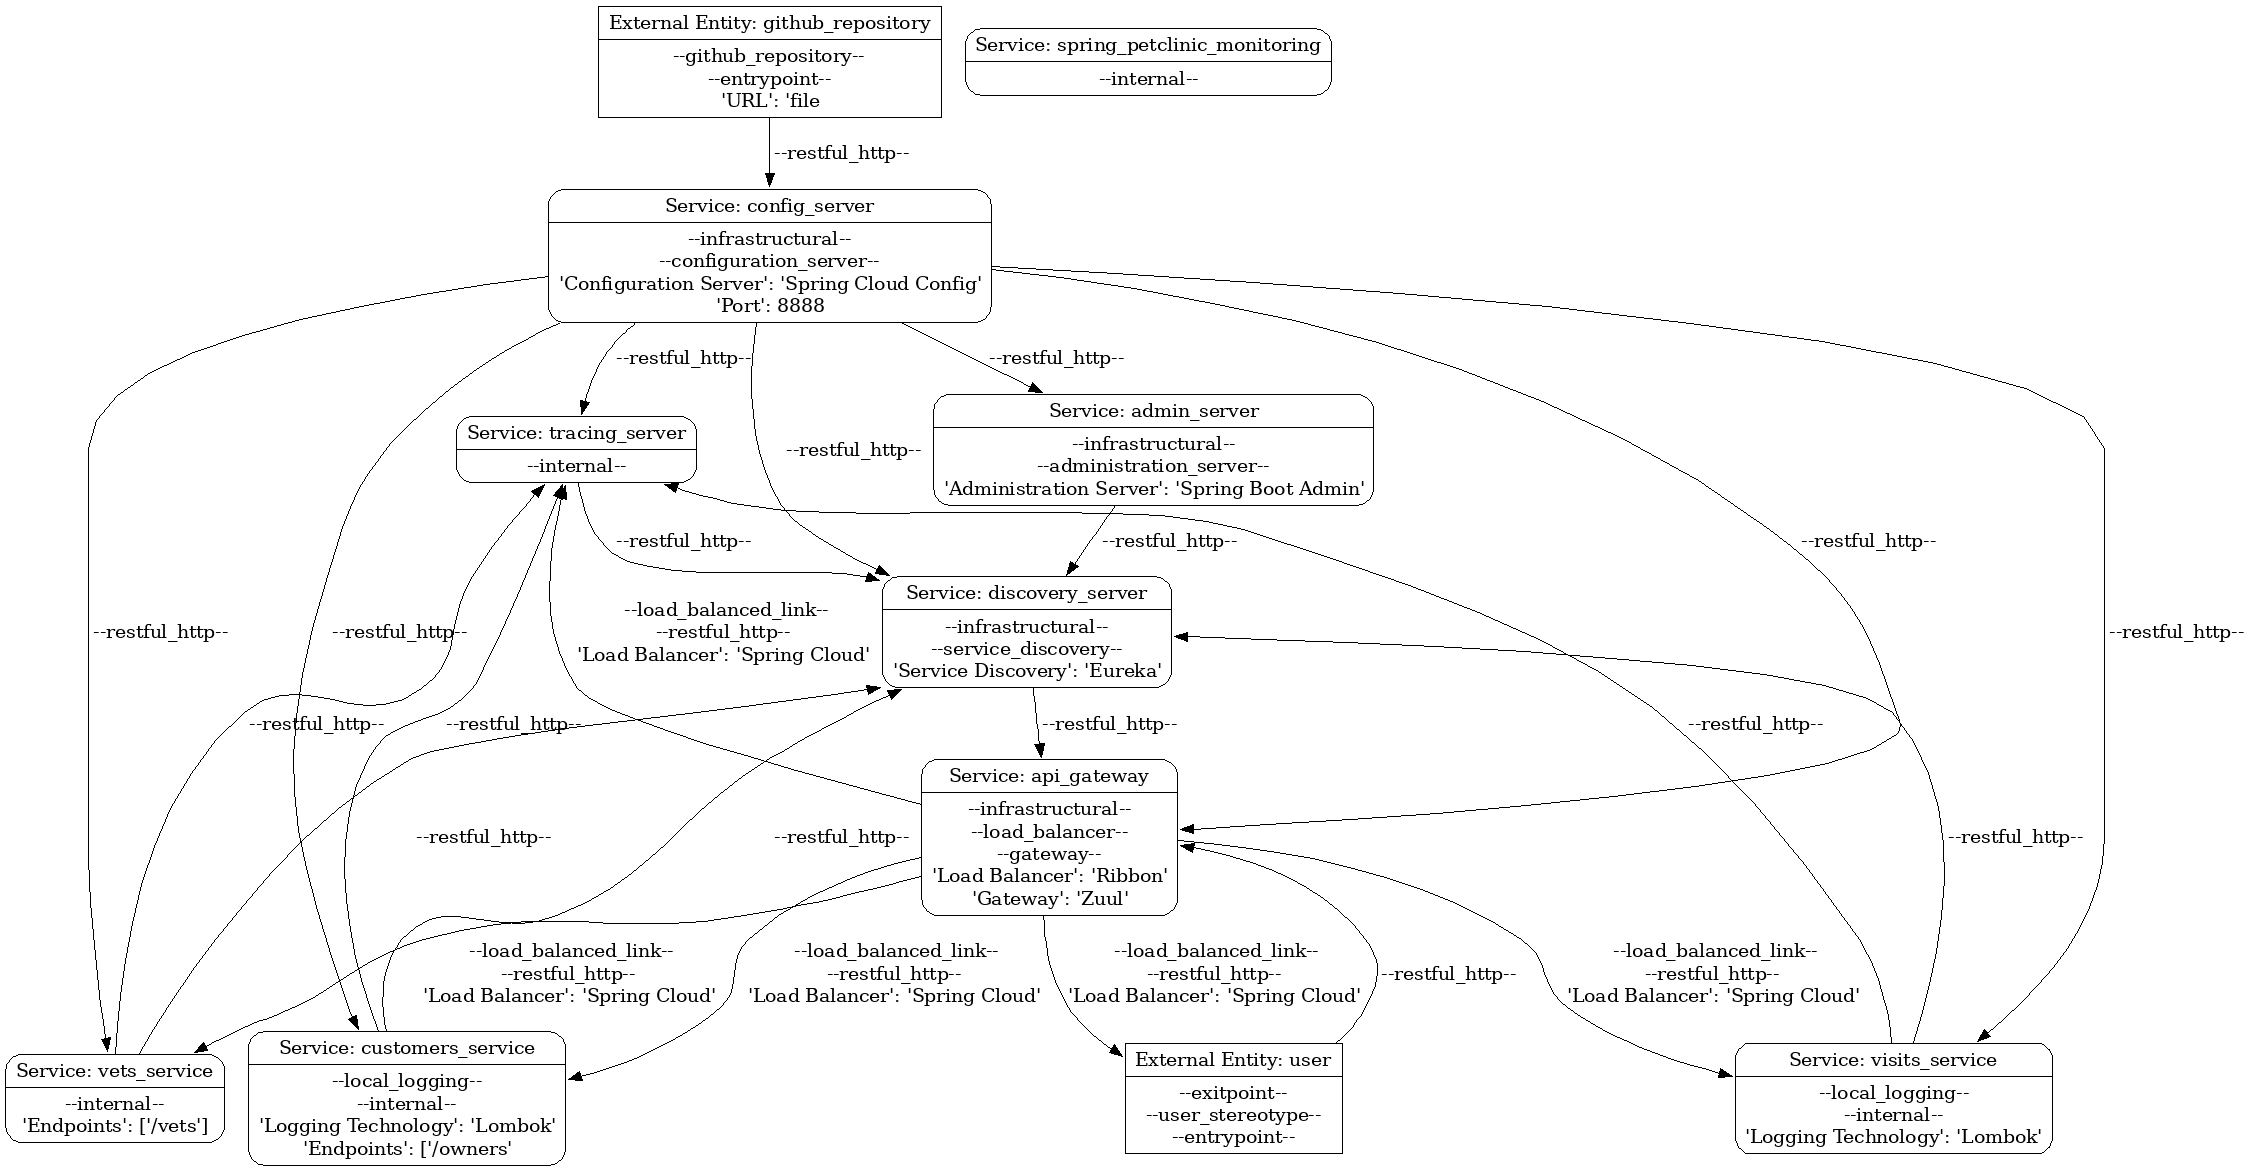 External Entity: github_repository
--github_repository--
--entrypoint--
'URL': 'file
Service: spring_petclinic_monitoring
--internal--
--restful_http--
Service: config_server
--infrastructural--
--configuration_server--
'Configuration Server': 'Spring Cloud Config'
'Port': 8888
--restful_http--
--restful_http--
Service: admin_server
--infrastructural--
--administration_server--
'Administration Server': 'Spring Boot Admin'
Service: tracing_server
--internal--
--restful_http--
--restful_http--
--restful_http--
--restful_http--
Service: discovery_server
--infrastructural--
--service_discovery--
'Service Discovery': 'Eureka'
--load_balanced_link--
--restful_http--
'Load Balancer': 'Spring Cloud'
--restful_http--
--restful_http--
--restful_http--
--restful_http--
--restful_http--
--restful_http--
--restful_http--
Service: api_gateway
--infrastructural--
--load_balancer--
--gateway--
'Load Balancer': 'Ribbon'
'Gateway': 'Zuul'
--restful_http--
--restful_http--
--restful_http--
--load_balanced_link--
--restful_http--
'Load Balancer': 'Spring Cloud'
--load_balanced_link--
--restful_http--
'Load Balancer': 'Spring Cloud'
--load_balanced_link--
--restful_http--
'Load Balancer': 'Spring Cloud'
--restful_http--
--load_balanced_link--
--restful_http--
'Load Balancer': 'Spring Cloud'
Service: vets_service
--internal--
'Endpoints': ['/vets']
Service: customers_service
--local_logging--
--internal--
'Logging Technology': 'Lombok'
'Endpoints': ['/owners'
External Entity: user
--exitpoint--
--user_stereotype--
--entrypoint--
Service: visits_service
--local_logging--
--internal--
'Logging Technology': 'Lombok'